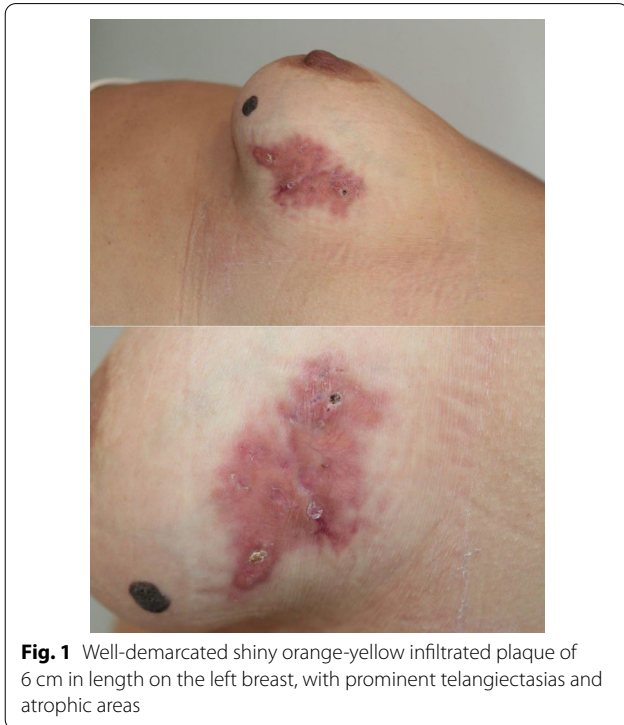 Fig. 1 Well-demarcated shiny orange-yellow infiltrated plaque of
6 cm in length on the left breast, with prominent telangiectasias and
atrophic areas